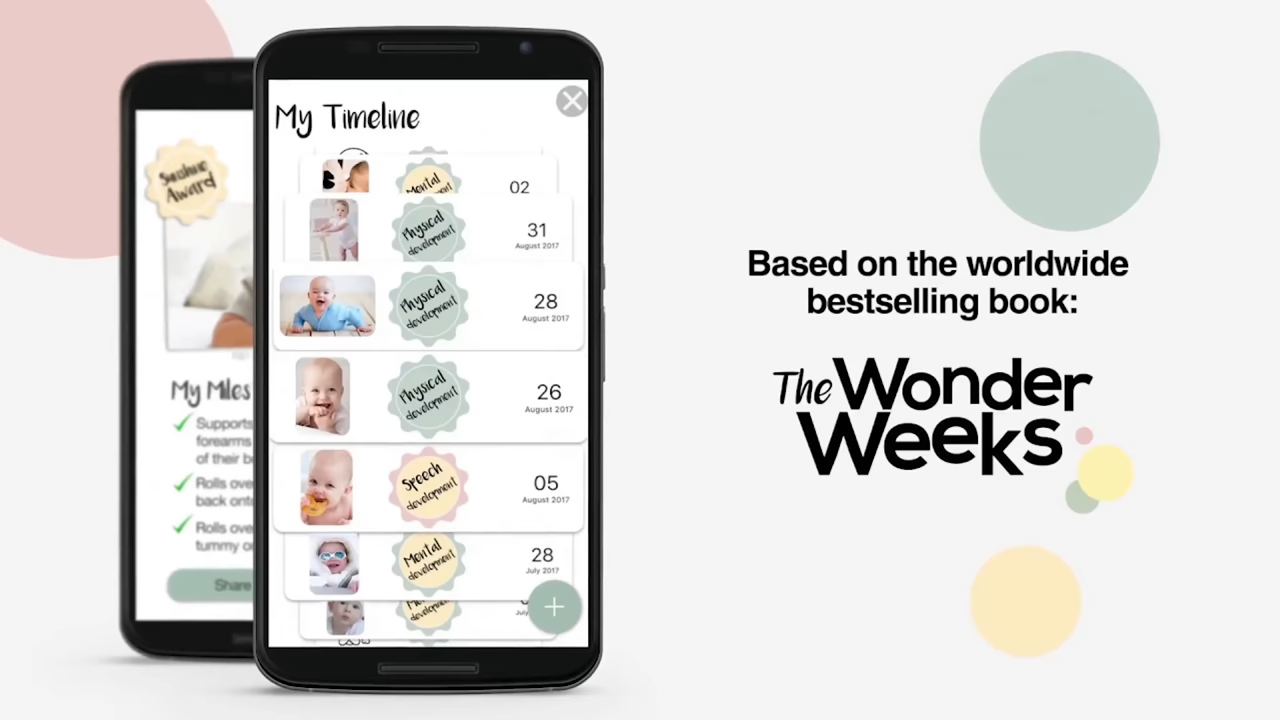 Sunshine
Award
My Miles
Supports
forearms
of their b
Rolls ove
back onto
Rolls ove
tummy o
Share
My Timeline
Mental
02
Physical
development
31
August 2017
Physical
development
28
August 2017
Physical
development
26
August 2017
Speech
development
05
August 2017
Mental
development
28
July 2017
development
July
Based on the worldwide
bestselling book:
The Wonder
Weeks